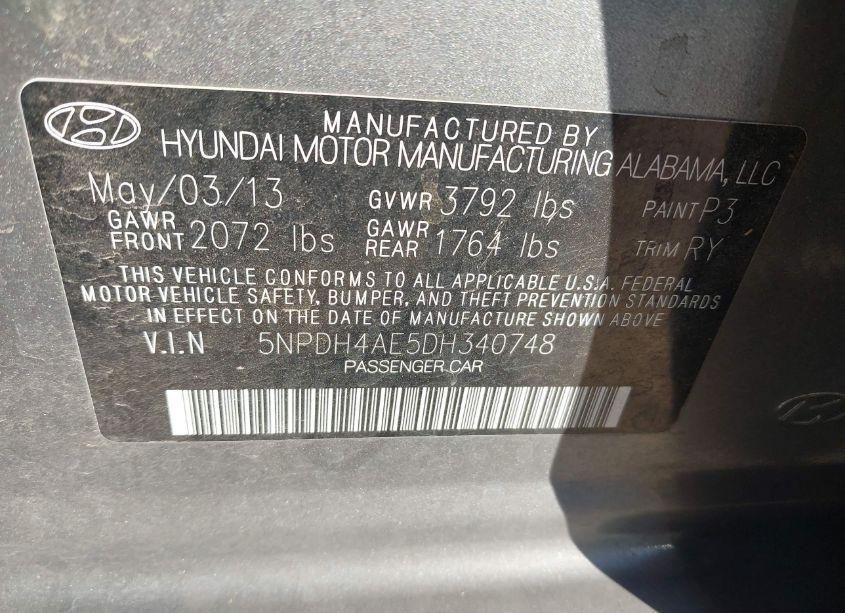 MANUFACTURED BY
HYUNDAI MOTOR MANUFACTURING ALABAMA, LLC
May/03/13 GVWR 3792 lbs PAINT P3
GAWR FRONT 2072 lbs GAWR REAR 1764 lbs TRIM RY
THIS VEHICLE CONFORMS TO ALL APPLICABLE U.S.A. FEDERAL
MOTOR VEHICLE SAFETY, BUMPER, AND THEFT PREVENTION STANDARDS
IN EFFECT ON THE DATE OF MANUFACTURE SHOWN ABOVE
V.I.N 5NPDH4AE5DH340748
PASSENGER CAR